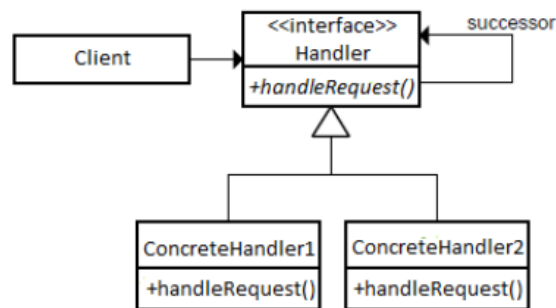 <<interface>>
Handler
successor
Client
+handleRequest()
ConcreteHandler1
ConcreteHandler2
+handleRequest()
+handleRequest()